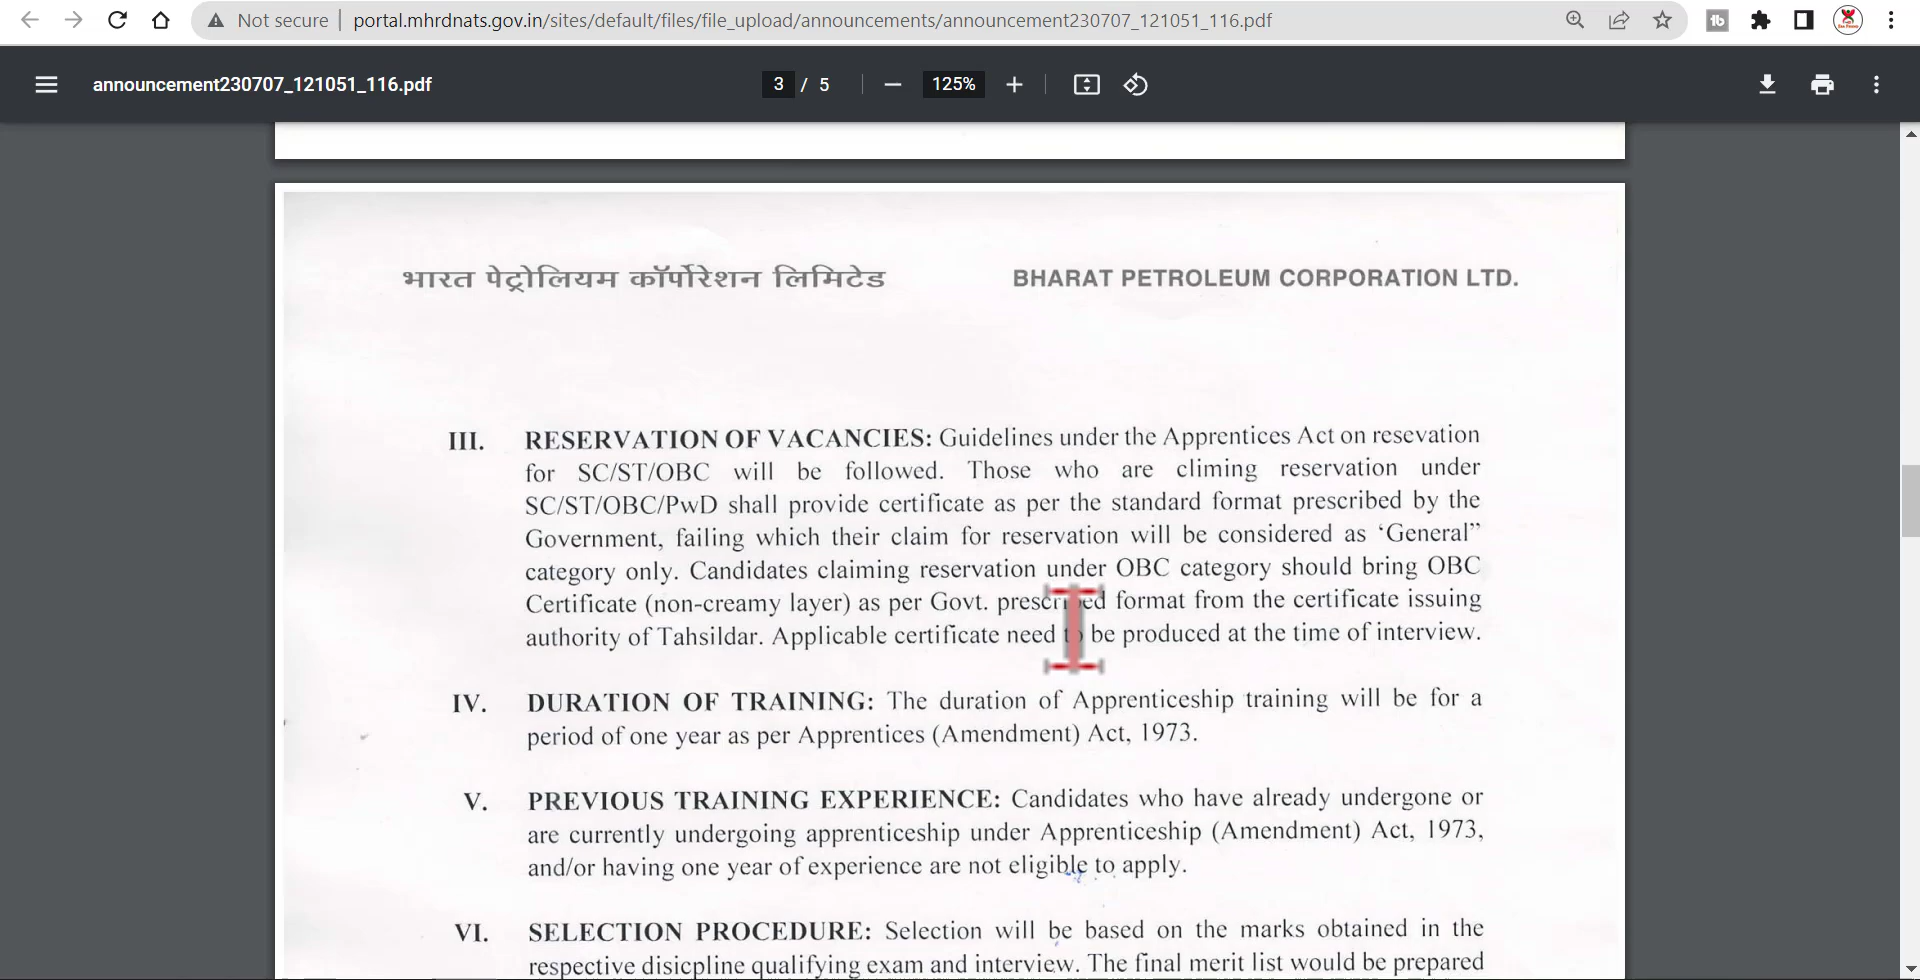 Not secure
portal.mhrdnats.gov.in/sites/default/files/file_upload/announcements/announcement230707_121051_116.pdf
announcement230707_121051_116.pdf
3 / 5
125%
भारत पेट्रोलियम कॉर्पोरेशन लिमिटेड
BHARAT PETROLEUM CORPORATION LTD.
III. RESERVATION OF VACANCIES: Guidelines under the Apprentices Act on resevation
for SC/ST/OBC will be followed. Those who are climing reservation under
SC/ST/OBC/PwD shall provide certificate as per the standard format prescribed by the
Government, failing which their claim for reservation will be considered as ‘General”
category only. Candidates claiming reservation under OBC category should bring OBC
Certificate (non-creamy layer) as per Govt. prescribed format from the certificate issuing
authority of Tahsildar. Applicable certificate need to be produced at the time of interview.
IV. DURATION OF TRAINING: The duration of Apprenticeship training will be for a
period of one year as per Apprentices (Amendment) Act, 1973.
V. PREVIOUS TRAINING EXPERIENCE: Candidates who have already undergone or
are currently undergoing apprenticeship under Apprenticeship (Amendment) Act, 1973,
and/or having one year of experience are not eligible to apply.
VI. SELECTION PROCEDURE: Selection will be based on the marks obtained in the
respective disicpline qualifying exam and interview. The final merit list would be prepared